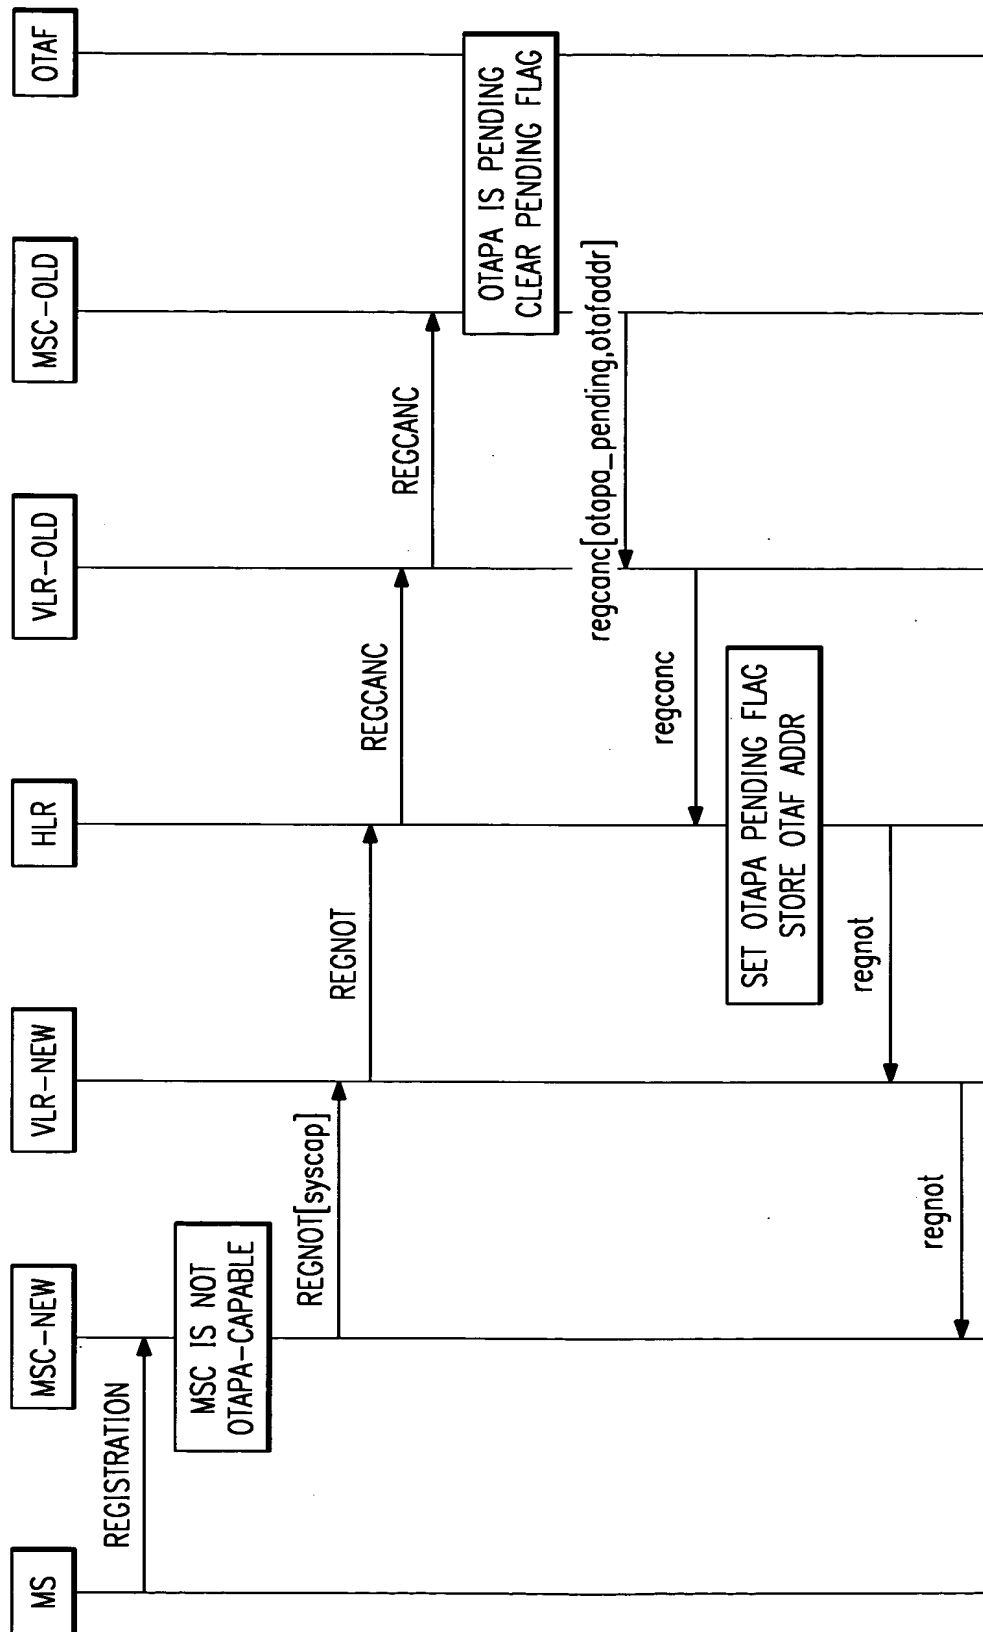 MS
MSC-NEW
VLR-NEW
HLR
VLR-OLD
MSC-OLD
OTAF
REGISTRATION
MSC IS NOT
OTAPA-CAPABLE
REGNOT[syscap]
REGNOT
REGCANC
REGCANC
OTAPA IS PENDING
CLEAR PENDING FLAG
regcanc[otapa_pending,otafaddr]
regcanc
SET OTAPA PENDING FLAG
STORE OTAF ADDR
regnot
regnot